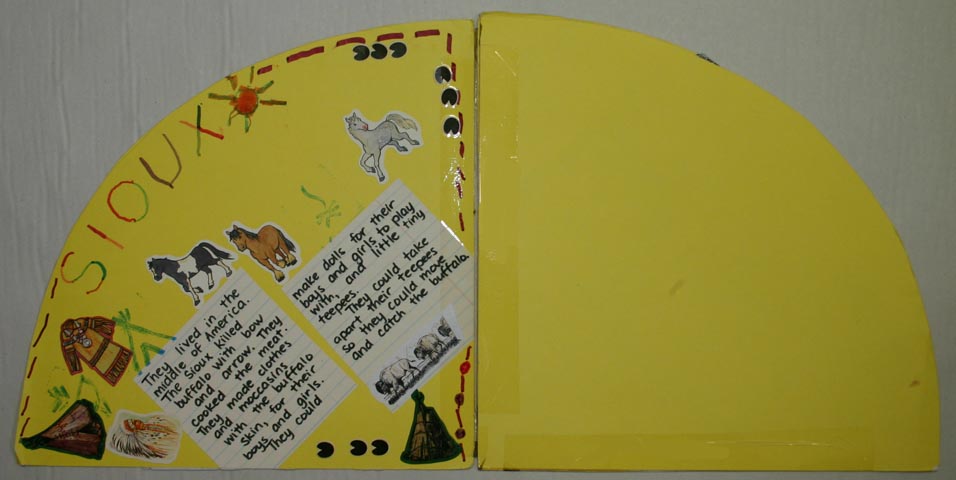 SIOUX
They lived in the
middle of America.
The Sioux Killed
buffalo with bow
and arrow. They
cooked the meat.
They made clothes
and moccasins
with the buffalo
skin, for their
boys and girls.
They could
make dolls for their
boys and girls to play
with, and little tiny
teepees.
They could take
apart their teepees
so they could move
and catch the buffalo.